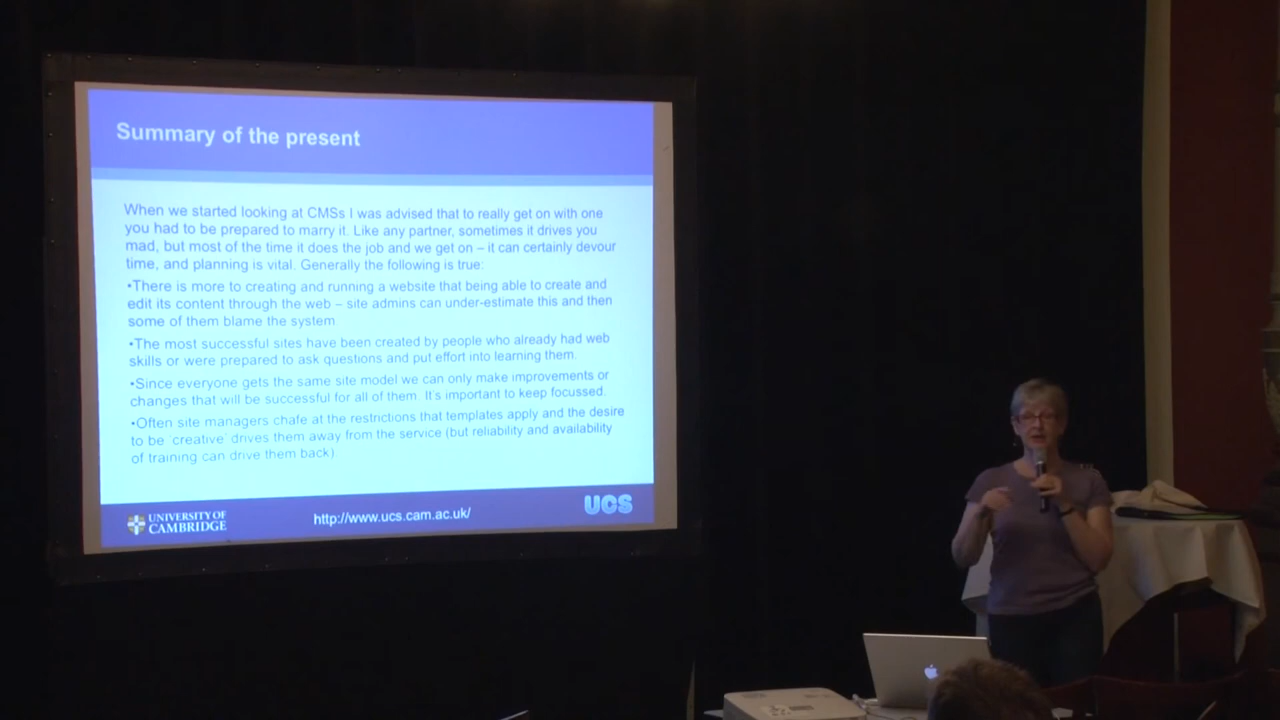 Summary of the present
When we started looking at CMSs I was advised that to really get on with one
you had to be prepared to marry it. Like any partner, sometimes it drives you
mad, but most of the time it does the job and we get on – it can certainly devour
time, and planning is vital. Generally the following is true:
•There is more to creating and running a website that being able to create and
edit its content through the web – site admins can under-estimate this and then
some of them blame the system
•The most successful sites have been created by people who already had web
skills or were prepared to ask questions and put effort into learning them.
•Since everyone gets the same site model we can only make improvements or
changes that will be successful for all of them. It's important to keep focussed.
•Often site managers chafe at the restrictions that templates apply and the desire
to be 'creative' drives them away from the service (but reliability and availability
of training can drive them back)
UNIVERSITY OF
CAMBRIDGE
http://www.ucs.cam.ac.uk/
UCS